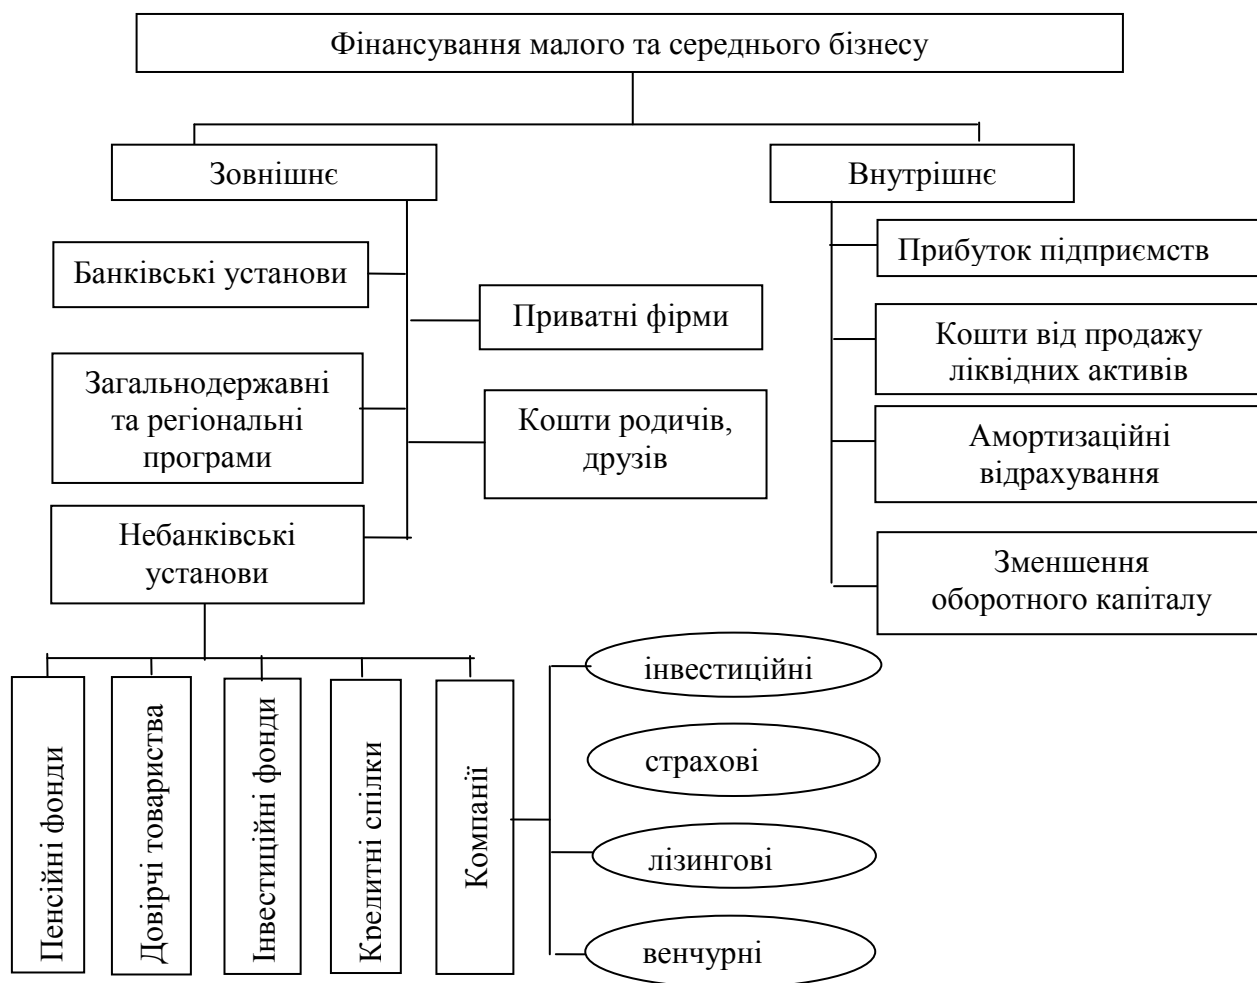 Фінансування малого та середнього бізнесу
Зовнішнє
Внутрішнє
Банківські установи
Приватні фірми
Загальнодержавні
та регіональні
програми
Кошти родичів,
друзів
Небанківські
установи
Прибуток підприємств
Кошти від продажу
ліквідних активів
Амортизаційні
відрахування
Зменшення
оборотного капіталу
Пенсійні фонди
Довірчі товариства
Інвестиційні фонди
Кредитні спілки
Компанії
інвестиційні
страхові
лізингові
венчурні